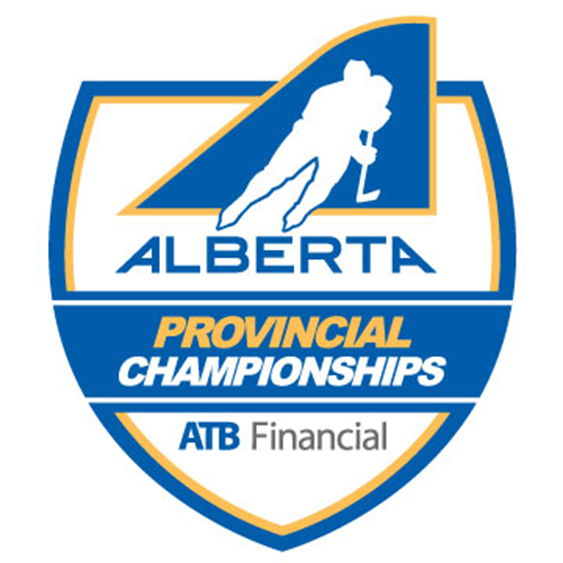 ALBERTA
PROVINCIAL
CHAMPIONSHIPS
ATB Financial